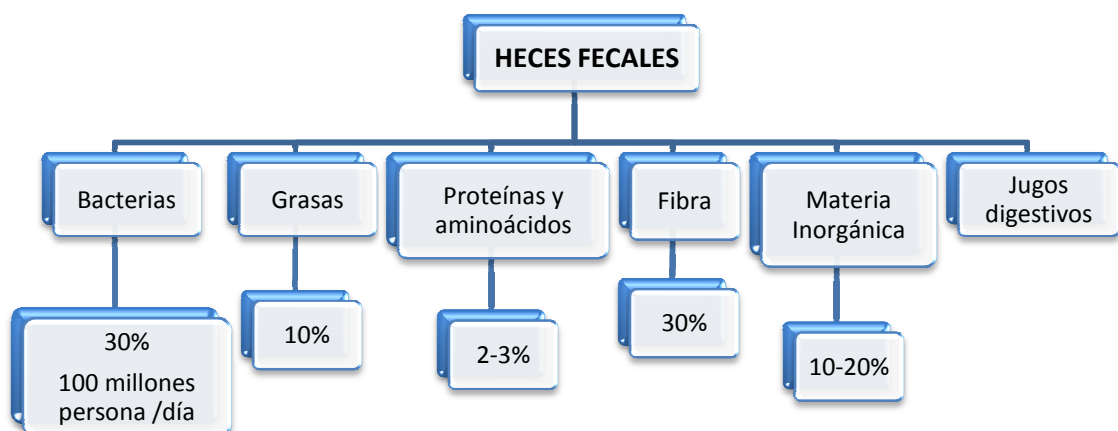 HECES FECALES
Bacterias
Grasas
Proteínas y
aminoácidos
Fibra
Materia
Inorgánica
Jugos
digestivos
30%
100 millones
persona /día
10%
2-3%
30%
10-20%